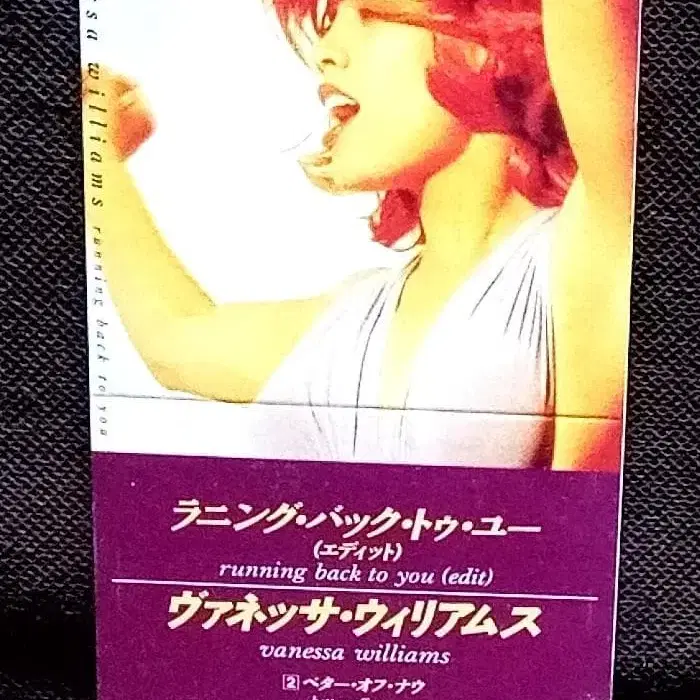 sa williams running back to you
ラニング・バック・トゥ・ユー
(エディット)
running back to you (edit)
ヴァネッサ・ウィリアムス
vanessa williams
2 ベター・オフ・ナウ